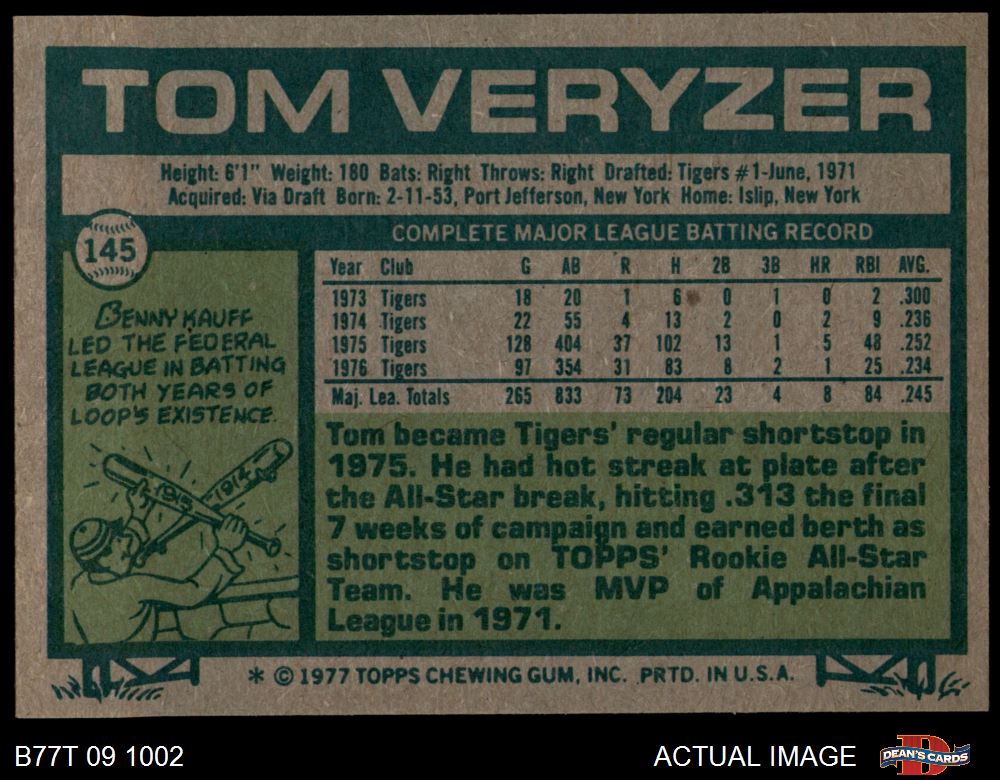 TOM VERYZER
Height: 6'1" Weight: 180 Bats: Right Throws: Right Drafted: Tigers #1-June, 1971
Acquired: Via Draft Born: 2-11-53, Port Jefferson, New York Home: Islip, New York
145
BENNY KAUFF
LED THE FEDERAL
LEAGUE IN BATTING
BOTH YEARS OF
LOOP'S EXISTENCE.
1915 1914
COMPLETE MAJOR LEAGUE BATTING RECORD
Year Club G AB R H 2B 3B HR RBI AVG.
1973 Tigers 18 20 1 6 0 1 0 2 .300
1974 Tigers 22 55 4 13 2 0 2 9 .236
1975 Tigers 128 404 37 102 13 1 5 48 .252
1976 Tigers 97 354 31 83 8 2 1 25 .234
Maj. Lea. Totals 265 833 73 204 23 4 8 84 .245
Tom became Tigers' regular shortstop in
1975. He had hot streak at plate after
the All-Star break, hitting .313 the final
7 weeks of campaign and earned berth as
shortstop on TOPPS' Rookie All-Star
Team. He was MVP of Appalachian
League in 1971.
* © 1977 TOPPS CHEWING GUM, INC. PRTD. IN U.S.A.
B77T 09 1002
ACTUAL IMAGE
DEAN'S CARDS